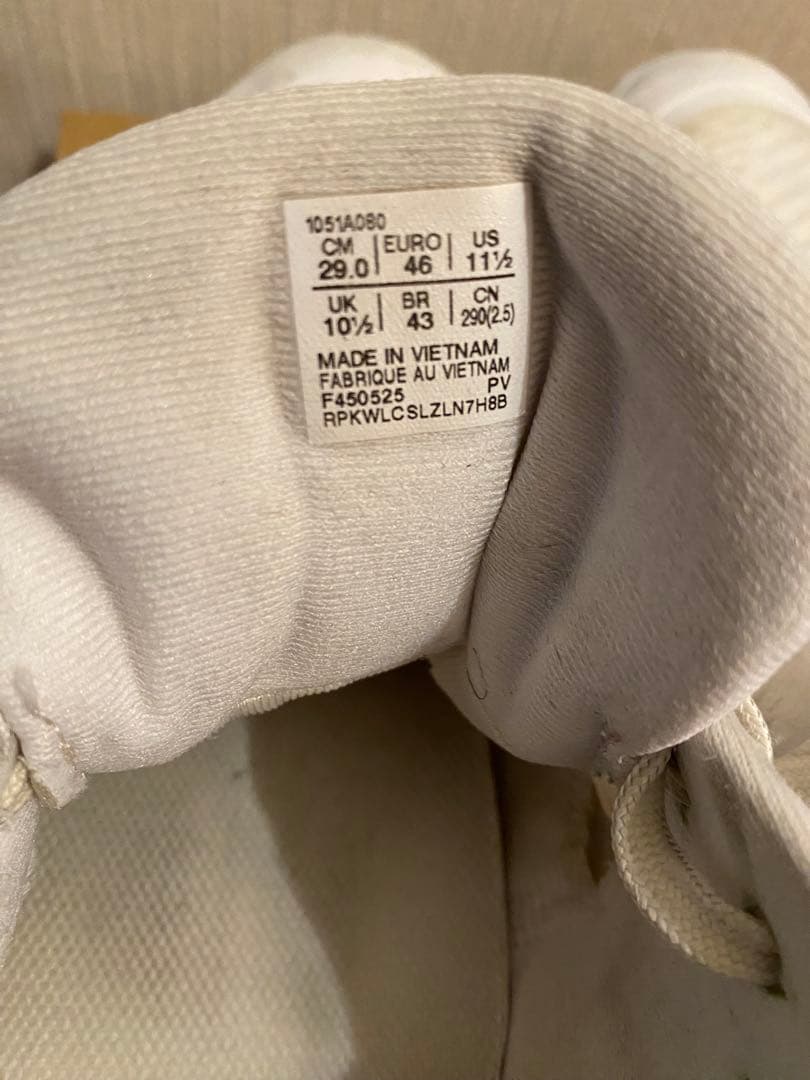 1051A080
CM | EURO | US
29.0 | 46 | 11½
UK | BR | CN
10½ | 43 | 290(2.5)
MADE IN VIETNAM
FABRIQUE AU VIETNAM
F450525 PV
RPKWLCSLZLN7H8B